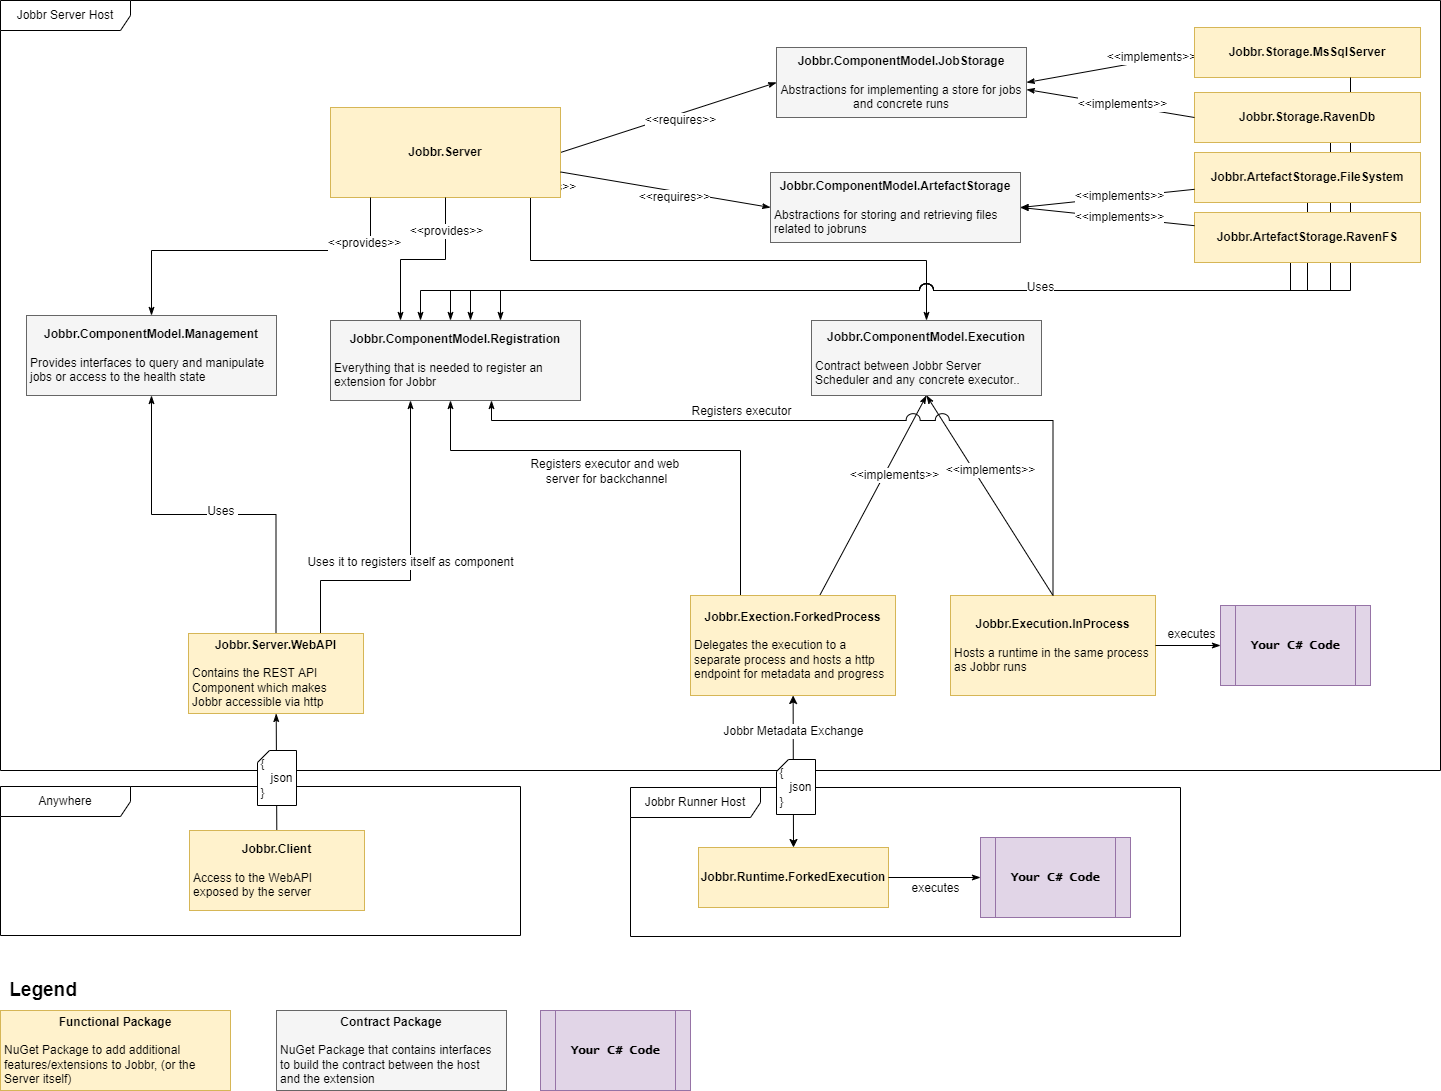 Jobbr Server Host
Jobbr.Storage.MsSqlServer
<<implements>>
Jobbr.ComponentModel.JobStorage
Abstractions for implementing a store for jobs
and concrete runs
<<implements>>
Jobbr.Storage.RavenDb
<<requires>>
Jobbr.Server
>>
<<requires>>
Jobbr.ComponentModel.ArtefactStorage
Abstractions for storing and retrieving files
related to jobruns
<<implements>>
Jobbr.ArtefactStorage.FileSystem
<<implements>>
Jobbr.ArtefactStorage.RavenFS
<<provides>>
<<provides>>
Uses
Jobbr.ComponentModel.Management
Provides interfaces to query and manipulate
jobs or access to the health state
Jobbr.ComponentModel.Registration
Everything that is needed to register an
extension for Jobbr
Jobbr.ComponentModel.Execution
Contract between Jobbr Server
Scheduler and any concrete executor..
Registers executor
Registers executor and web
server for backchannel
<<implements>>
<<implements>>
Uses
Uses it to registers itself as component
Jobbr.Server.WebAPI
Contains the REST API
Component which makes
Jobbr accessible via http
Jobbr.Exection.ForkedProcess
Delegates the execution to a
separate process and hosts a http
endpoint for metadata and progress
Jobbr.Execution.InProcess
Hosts a runtime in the same process
as Jobbr runs
executes
Your C# Code
Jobbr Metadata Exchange
{
json
}
{
json
}
Anywhere
Jobbr.Client
Access to the WebAPI
exposed by the server
Jobbr Runner Host
Jobbr.Runtime.ForkedExecution
executes
Your C# Code
Legend
Functional Package
NuGet Package to add additional
features/extensions to Jobbr, (or the
Server itself)
Contract Package
NuGet Package that contains interfaces
to build the contract between the host
and the extension
Your C# Code